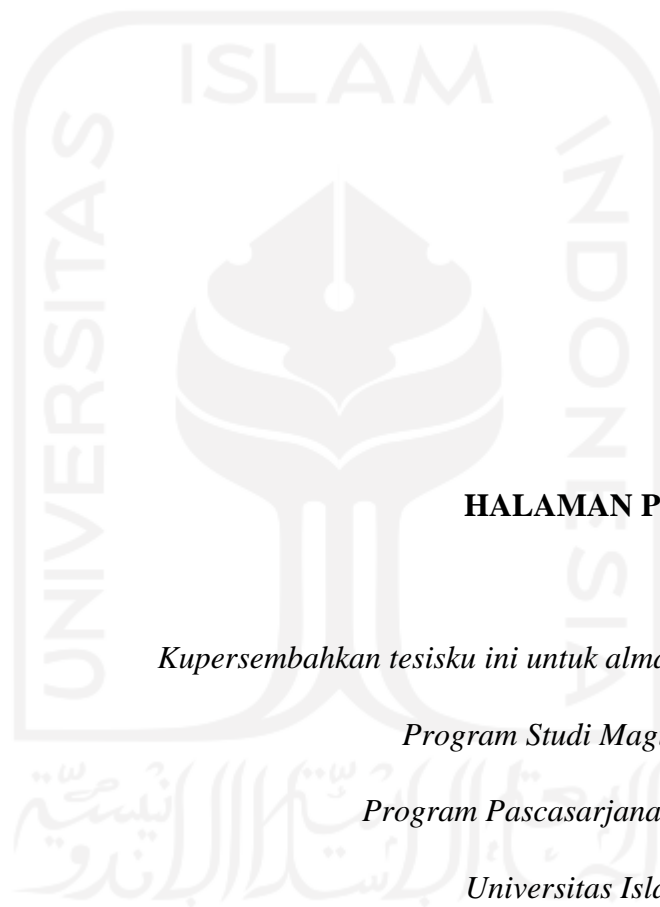 ISLAM
UNIVERSITAS
INDONESIA
HALAMAN P
Kupersembahkan tesisku ini untuk alma
Program Studi Mag
Program Pascasarjana
Universitas Isla